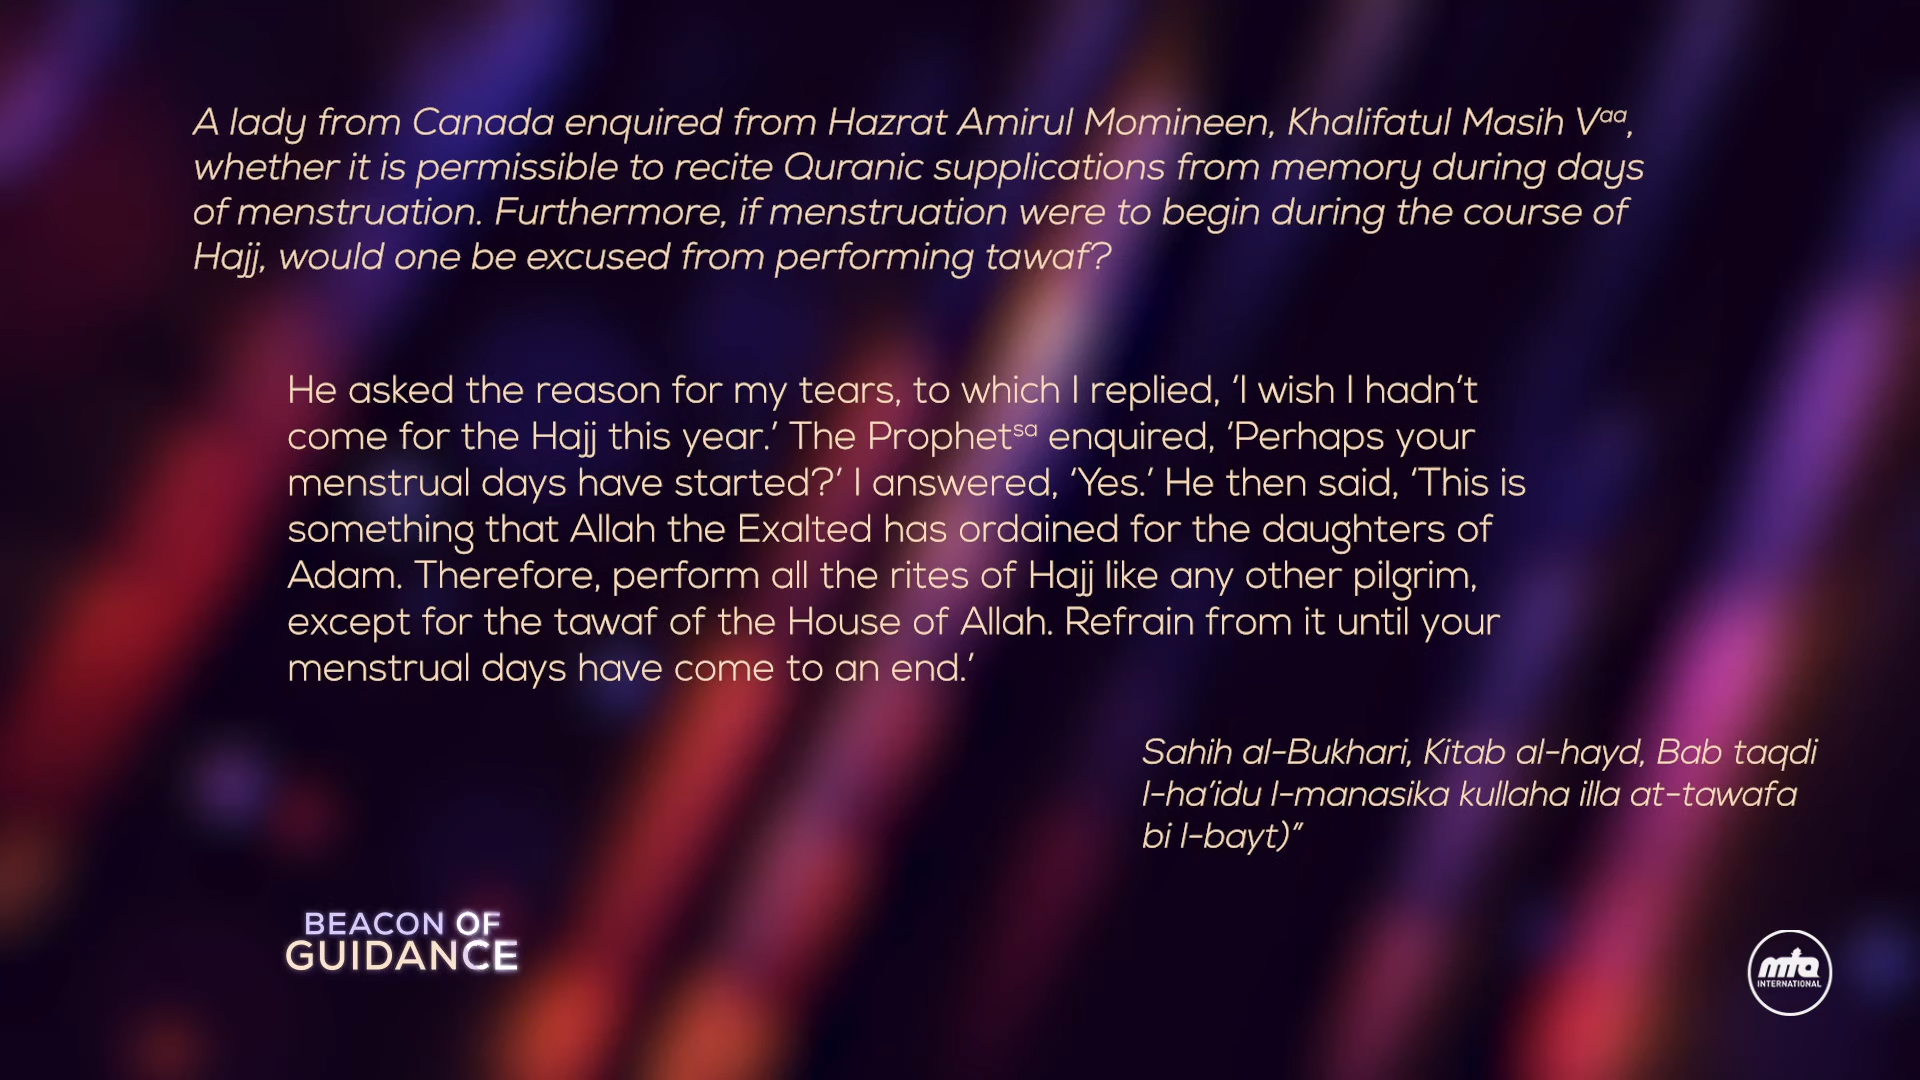 A lady from Canada enquired from Hazrat Amirul Momineen, Khalifatul Masih Vᵃᵃ,
whether it is permissible to recite Quranic supplications from memory during days
of menstruation. Furthermore, if menstruation were to begin during the course of
Hajj, would one be excused from performing tawaf?
He asked the reason for my tears, to which I replied, ‘I wish I hadn’t
come for the Hajj this year.’ The Prophetˢᵃ enquired, ‘Perhaps your
menstrual days have started?’ I answered, ‘Yes.’ He then said, ‘This is
something that Allah the Exalted has ordained for the daughters of
Adam. Therefore, perform all the rites of Hajj like any other pilgrim,
except for the tawaf of the House of Allah. Refrain from it until your
menstrual days have come to an end.’
Sahih al-Bukhari, Kitab al-hayd, Bab taqdi
l-ha’idu l-manasika kullaha illa at-tawafa
bi l-bayt)”
BEACON OF
GUIDANCE
mta
INTERNATIONAL